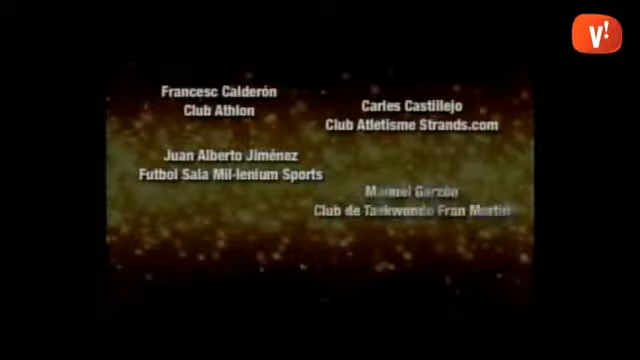 V!
Francesc Calderón
Club Athlon
Carles Castillejo
Club Atletisme Strands.com
Juan Alberto Jiménez
Futbol Sala Mil-lenium Sports
Manuel Garzón
Club de Taekwondo Fran Martín